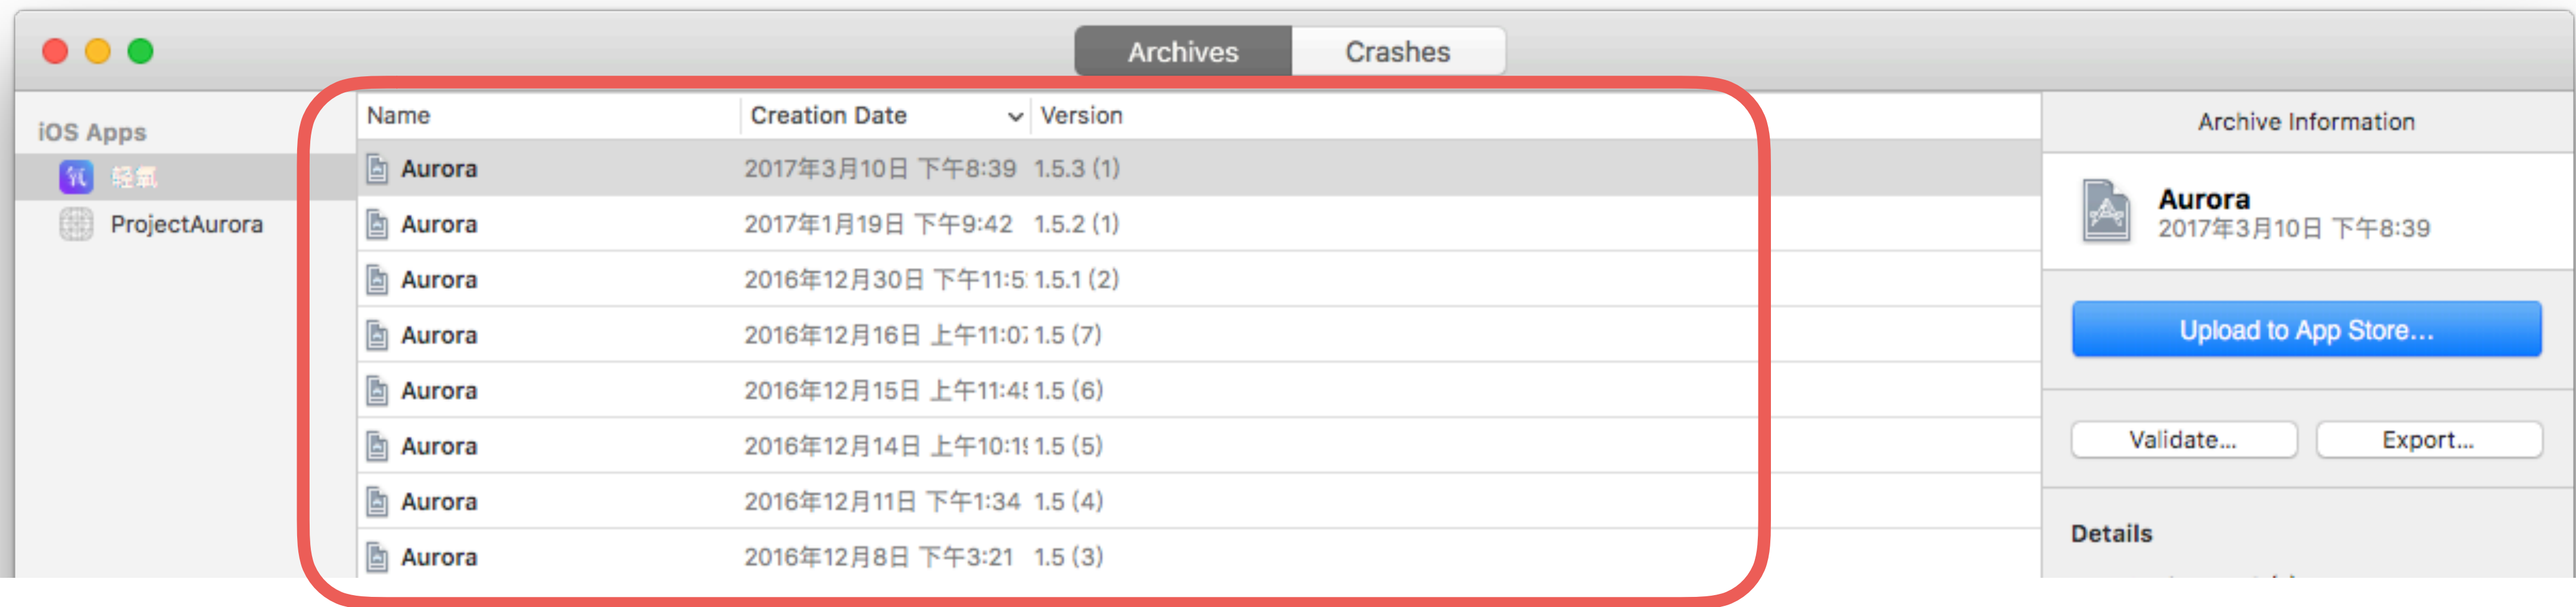 Archives Crashes
iOS Apps
轻氧
ProjectAurora
Name Creation Date Version
Aurora 2017年3月10日 下午8:39 1.5.3 (1)
Aurora 2017年1月19日 下午9:42 1.5.2 (1)
Aurora 2016年12月30日 下午11:5 1.5.1 (2)
Aurora 2016年12月16日 上午11:0 1.5 (7)
Aurora 2016年12月15日 上午11:4 1.5 (6)
Aurora 2016年12月14日 上午10:1 1.5 (5)
Aurora 2016年12月11日 下午1:34 1.5 (4)
Aurora 2016年12月8日 下午3:21 1.5 (3)
Archive Information
Aurora
2017年3月10日 下午8:39
Upload to App Store...
Validate... Export...
Details